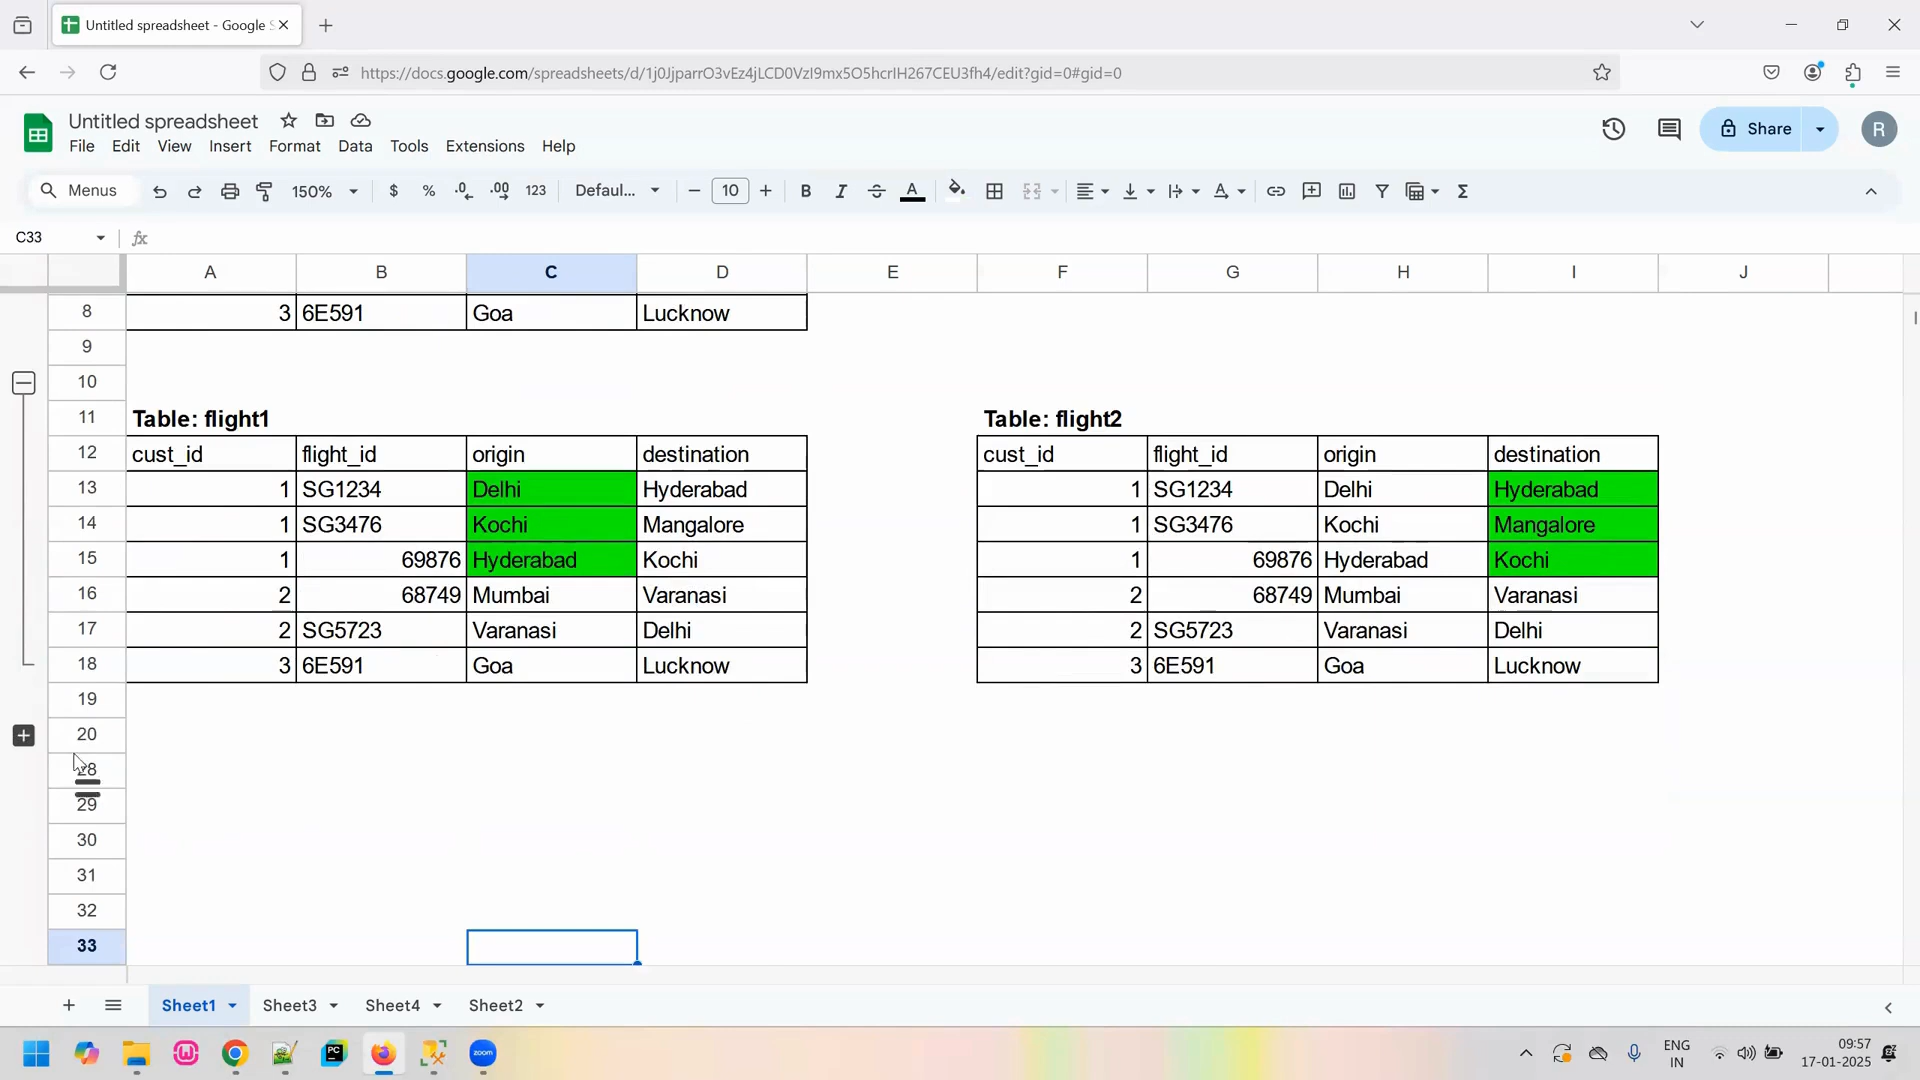 Untitled spreadsheet - Google S
https://docs.google.com/spreadsheets/d/1j0JjparrO3vEz4jLCD0VzI9mx5O5hcrIH267CEU3fh4/edit?gid=0#gid=0
Untitled spreadsheet
File Edit View Insert Format Data Tools Extensions Help
Share
R
Menus 150% $ % .0 .00 123 Defaul... 10 B I S A
C33 fx
A B C D E F G H I J
8 3 6E591 Goa Lucknow
9
10
11 Table: flight1 Table: flight2
12 cust_id flight_id origin destination cust_id flight_id origin destination
13 1 SG1234 Delhi Hyderabad 1 SG1234 Delhi Hyderabad
14 1 SG3476 Kochi Mangalore 1 SG3476 Kochi Mangalore
15 1 69876 Hyderabad Kochi 1 69876 Hyderabad Kochi
16 2 68749 Mumbai Varanasi 2 68749 Mumbai Varanasi
17 2 SG5723 Varanasi Delhi 2 SG5723 Varanasi Delhi
18 3 6E591 Goa Lucknow 3 6E591 Goa Lucknow
19
20
28
29
30
31
32
33
Sheet1 Sheet3 Sheet4 Sheet2
PC zoom ENG IN 09:57 17-01-2025